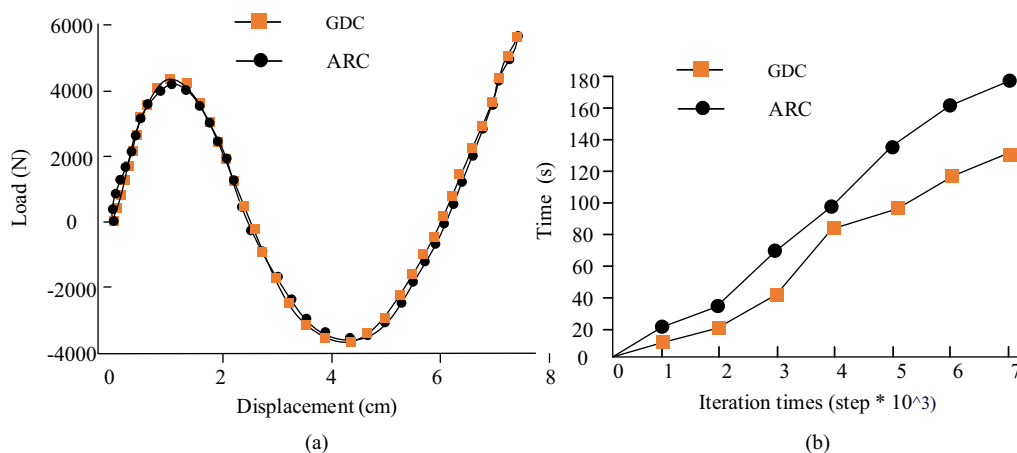 GDC
ARC
Load (N)
6000
4000
2000
0
-2000
-4000
0
2
4
6
8
Displacement (cm)
(a)
GDC
ARC
Time (s)
180
160
140
120
100
80
60
40
20
0
0
1
2
3
4
5
6
7
Iteration times (step * 10^3)
(b)